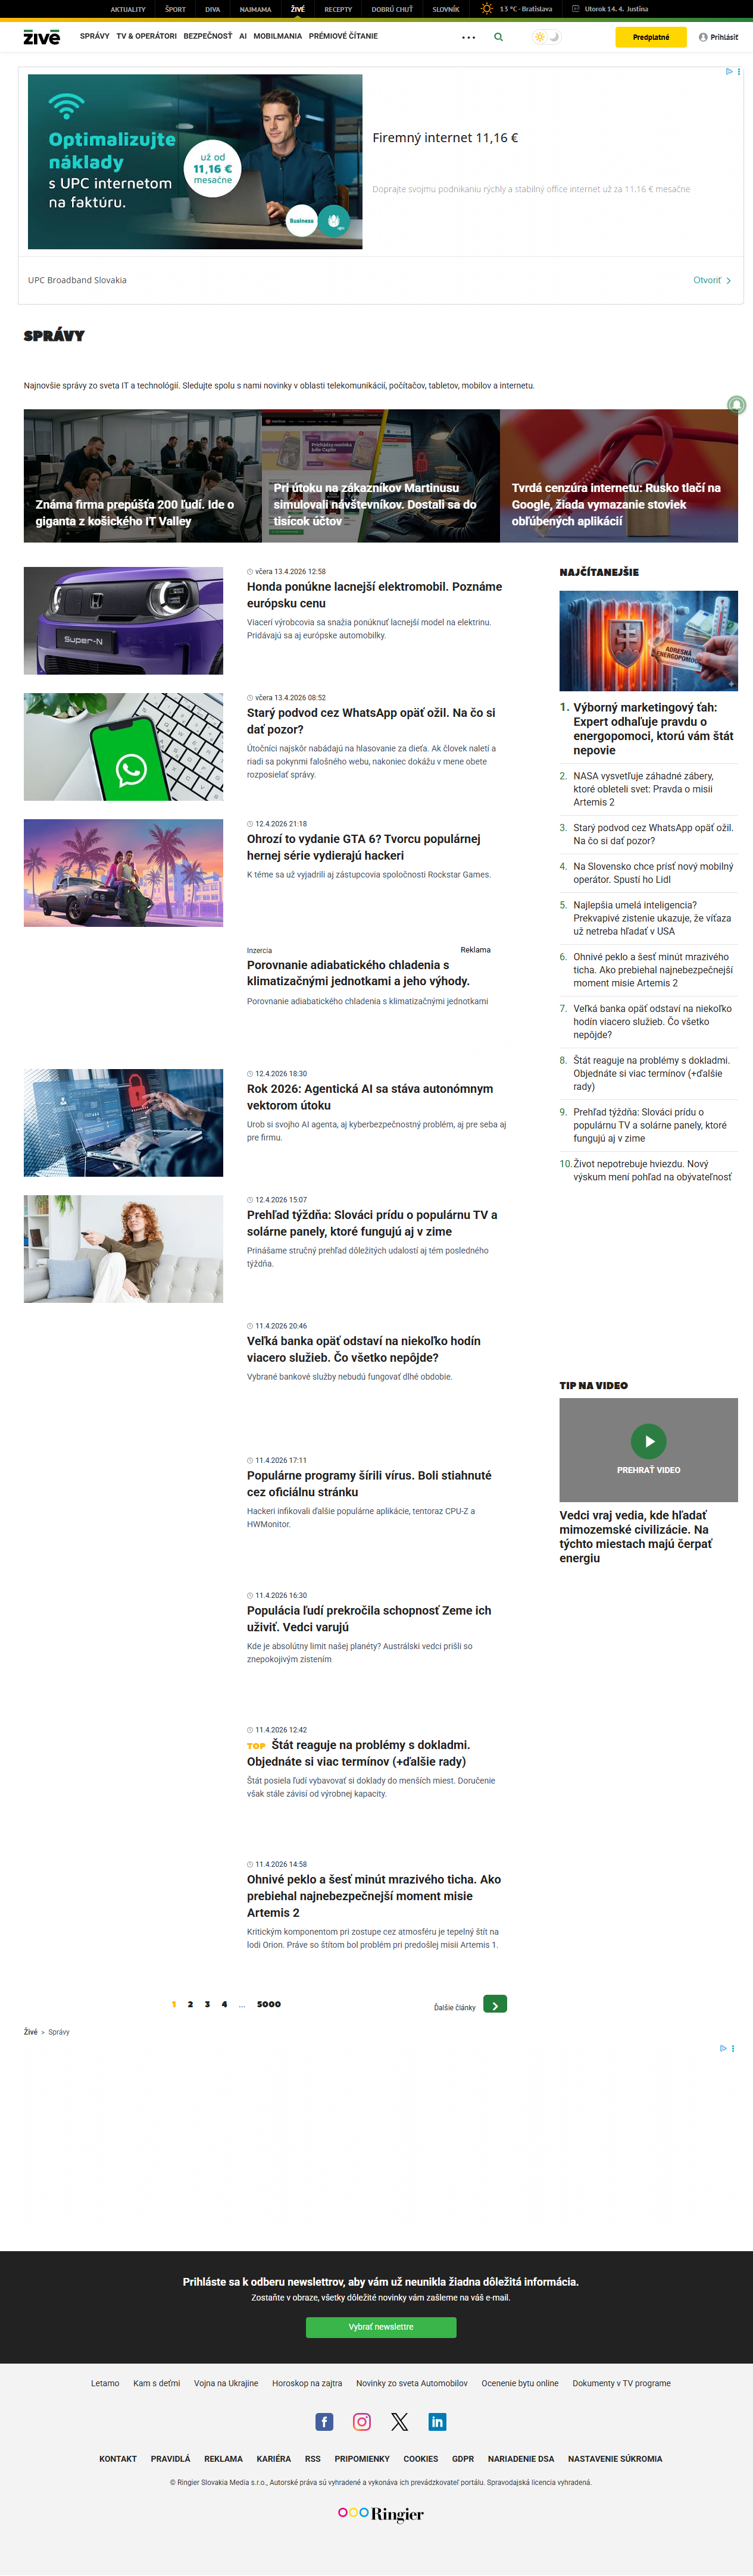 AKTUALITY ŠPORT DIVA NAJMAMA ŽIVÉ RECEPTY DOBRÚ CHUŤ SLOVNÍK 13 °C - Bratislava Utorok 14. 4. Justína
živé SPRÁVY TV & OPERÁTORI BEZPEČNOSŤ AI MOBILMANIA PRÉMIOVÉ ČÍTANIE Predplatné Prihlásiť
Optimalizujte
náklady
s UPC internetom
na faktúru.
už od
11,16 €
mesačne
Business
Firemný internet 11,16 €
Doprajte svojmu podnikaniu rýchly a stabilný office internet už za 11.16 € mesačne
UPC Broadband Slovakia
Otvoriť
SPRÁVY
Najnovšie správy zo sveta IT a technológií. Sledujte spolu s nami novinky v oblasti telekomunikácií, počítačov, tabletov, mobilov a internetu.
Známa firma prepúšťa 200 ľudí. Ide o
giganta z košického IT Valley
Pri útoku na zákazníkov Martinusu
simulovali návštevníkov. Dostali sa do
tisícok účtov
Tvrdá cenzúra internetu: Rusko tlačí na
Google, žiada vymazanie stoviek
obľúbených aplikácií
včera 13.4.2026 12:58
Honda ponúkne lacnejší elektromobil. Poznáme
európsku cenu
Viacerí výrobcovia sa snažia ponúknuť lacnejší model na elektrinu.
Pridávajú sa aj európske automobilky.
Super-N
včera 13.4.2026 08:52
Starý podvod cez WhatsApp opäť ožil. Na čo si
dať pozor?
Útočníci najskôr nabádajú na hlasovanie za dieťa. Ak človek naletí a
riadi sa pokynmi falošného webu, nakoniec dokážu v mene obete
rozposielať správy.
12.4.2026 21:18
Ohrozí to vydanie GTA 6? Tvorcu populárnej
hernej série vydierajú hackeri
K téme sa už vyjadrili aj zástupcovia spoločnosti Rockstar Games.
Inzercia Reklama
Porovnanie adiabatického chladenia s
klimatizačnými jednotkami a jeho výhody.
Porovnanie adiabatického chladenia s klimatizačnými jednotkami
12.4.2026 18:30
Rok 2026: Agentická AI sa stáva autonómnym
vektorom útoku
Urob si svojho AI agenta, aj kyberbezpečnostný problém, aj pre seba aj
pre firmu.
12.4.2026 15:07
Prehľad týždňa: Slováci prídu o populárnu TV a
solárne panely, ktoré fungujú aj v zime
Prinášame stručný prehľad dôležitých udalostí aj tém posledného
týždňa.
11.4.2026 20:46
Veľká banka opäť odstaví na niekoľko hodín
viacero služieb. Čo všetko nepôjde?
Vybrané bankové služby nebudú fungovať dlhé obdobie.
11.4.2026 17:11
Populárne programy šírili vírus. Boli stiahnuté
cez oficiálnu stránku
Hackeri infikovali ďalšie populárne aplikácie, tentoraz CPU-Z a
HWMonitor.
11.4.2026 16:30
Populácia ľudí prekročila schopnosť Zeme ich
uživiť. Vedci varujú
Kde je absolútny limit našej planéty? Austrálski vedci prišli so
znepokojivým zistením
11.4.2026 12:42
TOP Štát reaguje na problémy s dokladmi.
Objednáte si viac termínov (+ďalšie rady)
Štát posiela ľudí vybavovať si doklady do menších miest. Doručenie
však stále závisí od výrobnej kapacity.
11.4.2026 14:58
Ohnivé peklo a šesť minút mrazivého ticha. Ako
prebiehal najnebezpečnejší moment misie
Artemis 2
Kritickým komponentom pri zostupe cez atmosféru je tepelný štít na
lodi Orion. Práve so štítom bol problém pri predošlej misii Artemis 1.
NAJČÍTANEJŠIE
ADRESNÁ
ENERGOPOMOC
1. Výborný marketingový ťah:
Expert odhaľuje pravdu o
energopomoci, ktorú vám štát
nepovie
2. NASA vysvetľuje záhadné zábery,
ktoré obleteli svet: Pravda o misii
Artemis 2
3. Starý podvod cez WhatsApp opäť ožil.
Na čo si dať pozor?
4. Na Slovensko chce prísť nový mobilný
operátor. Spustí ho Lidl
5. Najlepšia umelá inteligencia?
Prekvapivé zistenie ukazuje, že víťaza
už netreba hľadať v USA
6. Ohnivé peklo a šesť minút mrazivého
ticha. Ako prebiehal najnebezpečnejší
moment misie Artemis 2
7. Veľká banka opäť odstaví na niekoľko
hodín viacero služieb. Čo všetko
nepôjde?
8. Štát reaguje na problémy s dokladmi.
Objednáte si viac termínov (+ďalšie
rady)
9. Prehľad týždňa: Slováci prídu o
populárnu TV a solárne panely, ktoré
fungujú aj v zime
10. Život nepotrebuje hviezdu. Nový
výskum mení pohľad na obývateľnosť
TIP NA VIDEO
PREHRAŤ VIDEO
Vedci vraj vedia, kde hľadať
mimozemské civilizácie. Na
týchto miestach majú čerpať
energiu
1 2 3 4 ... 5000 Ďalšie články
Živé > Správy
Prihláste sa k odberu newslettrov, aby vám už neunikla žiadna dôležitá informácia.
Zostaňte v obraze, všetky dôležité novinky vám zašleme na váš e-mail.
Vybrať newslettre
Letamo Kam s deťmi Vojna na Ukrajine Horoskop na zajtra Novinky zo sveta Automobilov Ocenenie bytu online Dokumenty v TV programe
KONTAKT PRAVIDLÁ REKLAMA KARIÉRA RSS PRIPOMIENKY COOKIES GDPR NARIADENIE DSA NASTAVENIE SÚKROMIA
© Ringier Slovakia Media s.r.o., Autorské práva sú vyhradené a vykonáva ich prevádzkovateľ portálu. Spravodajská licencia vyhradená.
Ringier